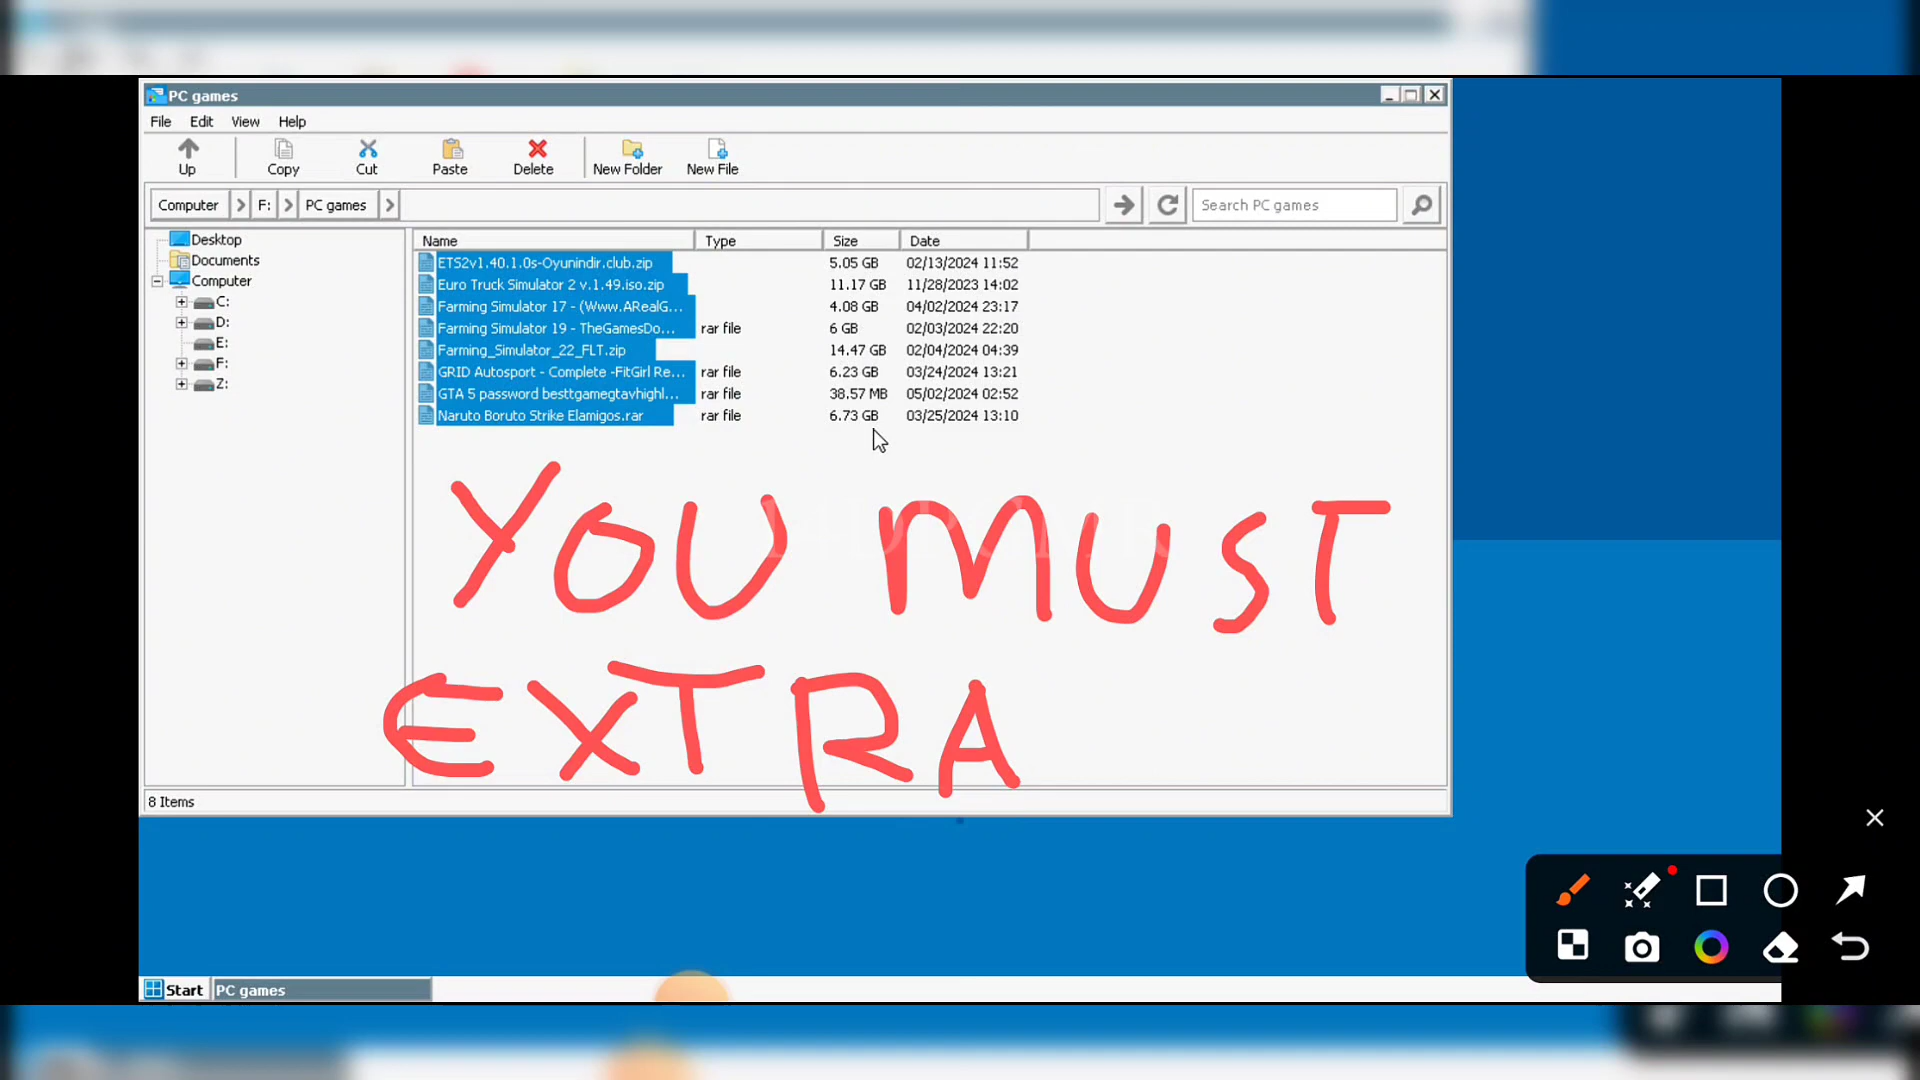 PC games
File Edit View Help
Up Copy Cut Paste Delete New Folder New File
Computer F: PC games Search PC games
Desktop
Documents
Computer
C:
D:
E:
F:
Z:
Name Type Size Date
ETS2v1.40.1.0s-Oyunindir.club.zip 5.05 GB 02/13/2024 11:52
Euro Truck Simulator 2 v.1.49.iso.zip 11.17 GB 11/28/2023 14:02
Farming Simulator 17 - (Www.ARealG... 4.08 GB 04/02/2024 23:17
Farming Simulator 19 - TheGamesDo... rar file 6 GB 02/03/2024 22:20
Farming_Simulator_22_FLT.zip 14.47 GB 02/04/2024 04:39
GRID Autosport - Complete -FitGirl Re... rar file 6.23 GB 03/24/2024 13:21
GTA 5 password besttgamegtavhighl... rar file 38.57 MB 05/02/2024 02:52
Naruto Boruto Strike Elamigos.rar rar file 6.73 GB 03/25/2024 13:10
YOU MUST
EXTRA
8 Items
Start PC games